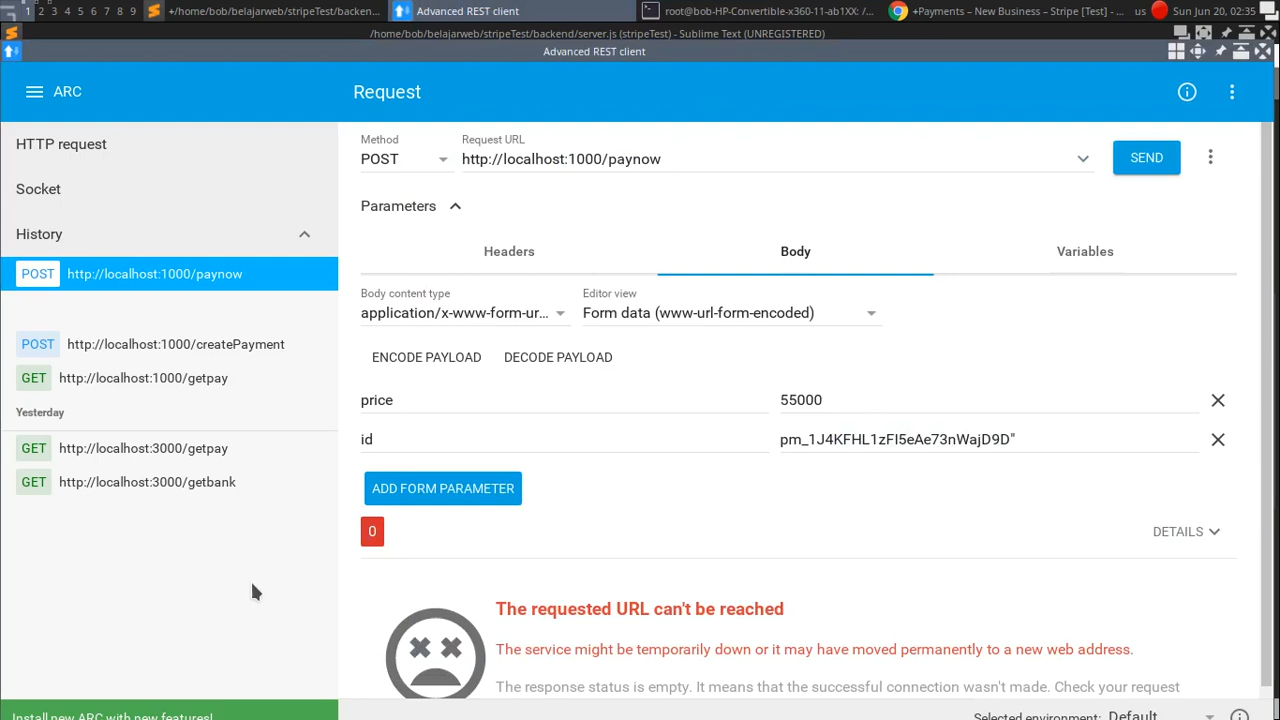 1 2 3 4 5 6 7 8 9
+/home/bob/belajarweb/stripeTest/backen...
Advanced REST client
root@bit-HP-Convertible-x360-11-ab1XX: /...
+Payments – New Business – Stripe [Test] - ...
us
Sun Jun 20, 02:35
/home/bob/belajarweb/stripeTest/backend/server.js (stripeTest) - Sublime Text (UNREGISTERED)
Advanced REST client
ARC
Request
HTTP request
Socket
History
POST http://localhost:1000/paynow
POST http://localhost:1000/createPayment
GET http://localhost:1000/getpay
Yesterday
GET http://localhost:3000/getpay
GET http://localhost:3000/getbank
Install new ARC with new features!
Method
POST
Request URL
http://localhost:1000/paynow
SEND
Parameters
Headers
Body
Variables
Body content type
application/x-www-form-ur...
Editor view
Form data (www-url-form-encoded)
ENCODE PAYLOAD
DECODE PAYLOAD
price
55000
id
pm_1J4KFHL1zFI5eAe73nWajD9D"
ADD FORM PARAMETER
0
DETAILS
The requested URL can't be reached
The service might be temporarily down or it may have moved permanently to a new web address.
The response status is empty. It means that the successful connection wasn't made. Check your request
Selected environment: Default